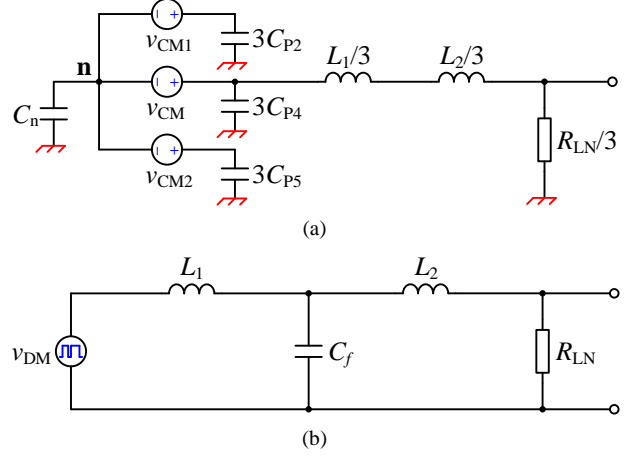 v_CM1
3C_P2
n
L_1/3
L_2/3
C_n
v_CM
3C_P4
R_LN/3
v_CM2
3C_P5
(a)
L_1
L_2
v_DM
C_f
R_LN
(b)